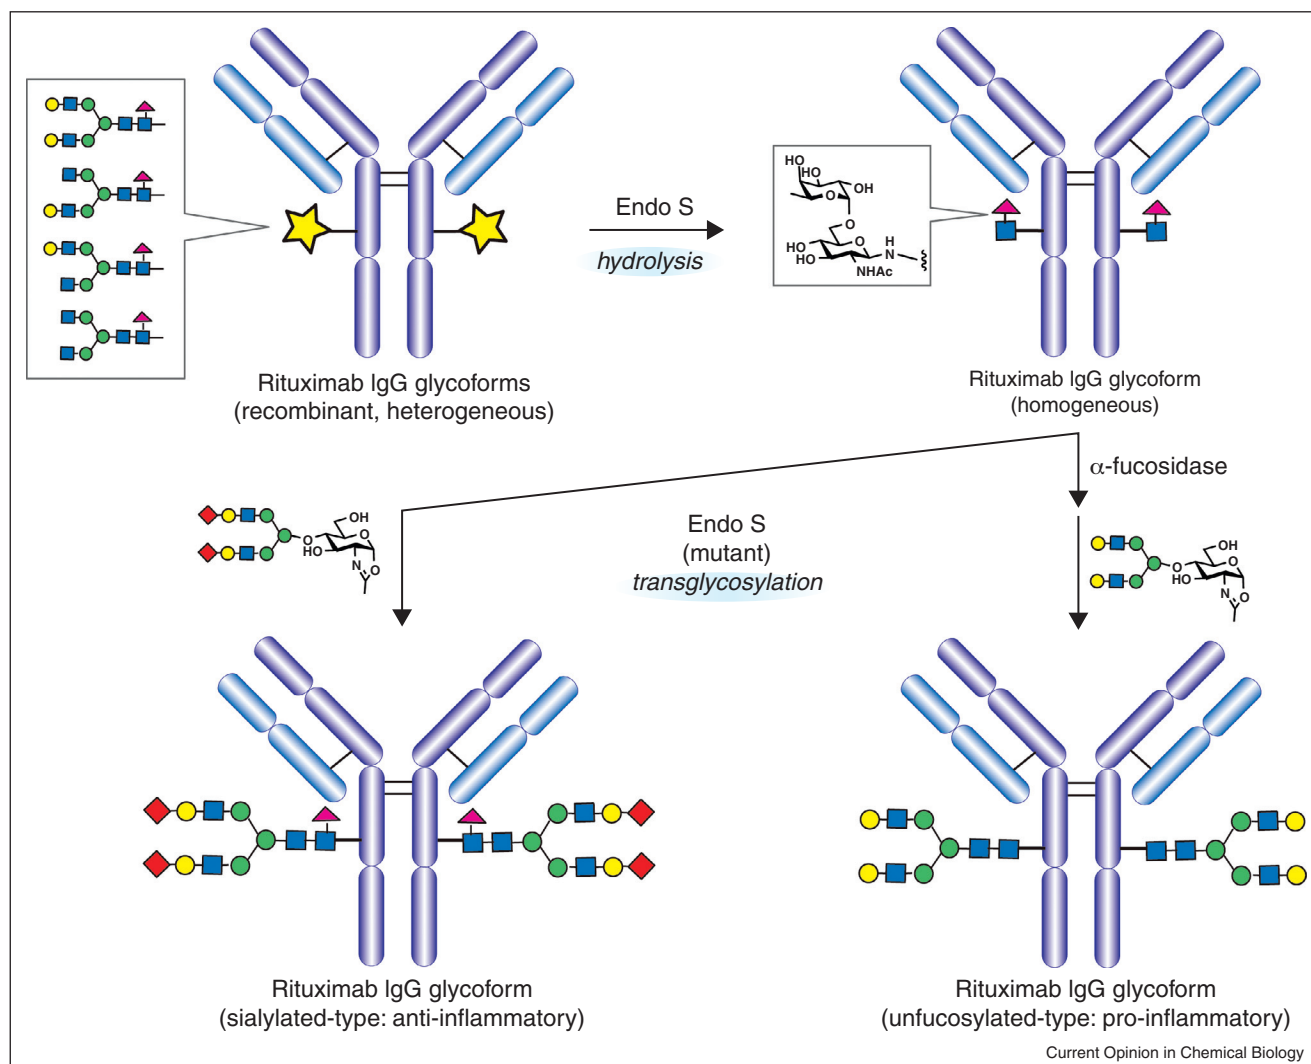 Endo S
hydrolysis
HO
HO
HO
OH
O
O
O
HO
HO
NHAc
H
N
Rituximab IgG glycoforms
(recombinant, heterogeneous)
Rituximab IgG glycoform
(homogeneous)
α-fucosidase
OH
O
O
HO
N
O
Endo S
(mutant)
transglycosylation
OH
O
O
HO
N
O
Rituximab IgG glycoform
(sialylated-type: anti-inflammatory)
Rituximab IgG glycoform
(unfucosylated-type: pro-inflammatory)
Current Opinion in Chemical Biology